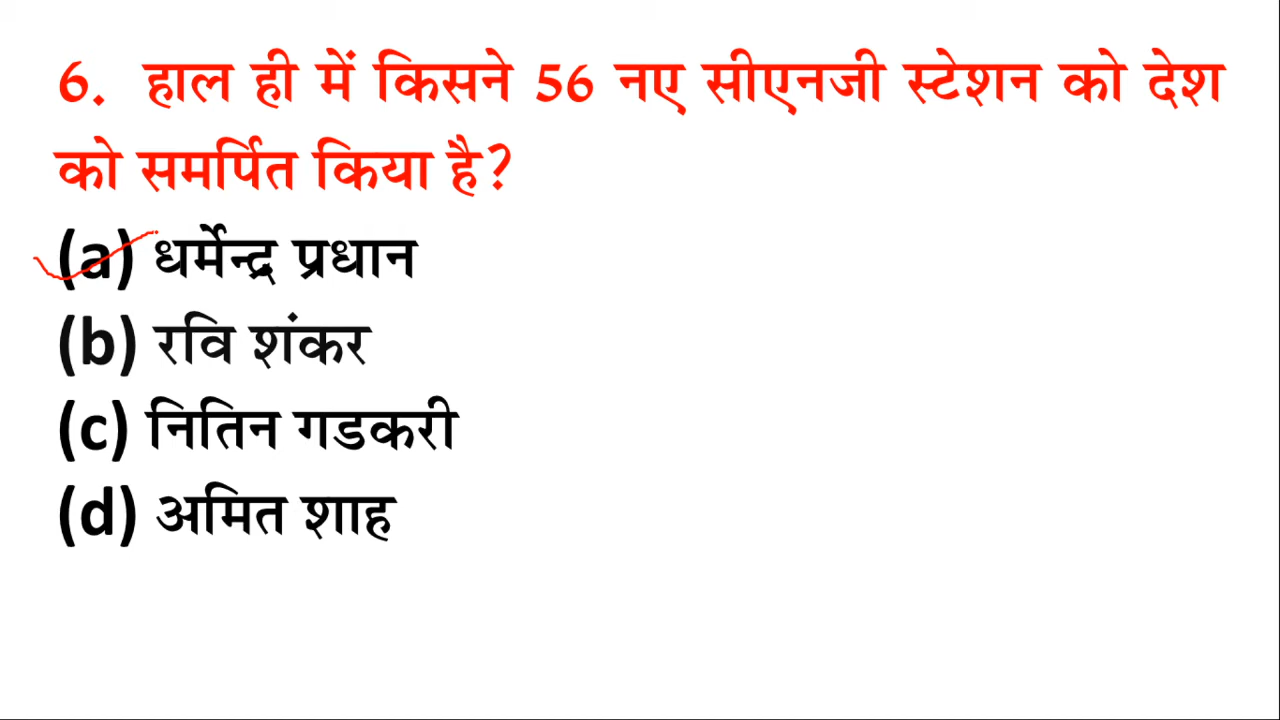 6. हाल ही में किसने 56 नए सीएनजी स्टेशन को देश
को समर्पित किया है?
(a) धर्मेन्द्र प्रधान
(b) रवि शंकर
(c) नितिन गडकरी
(d) अमित शाह